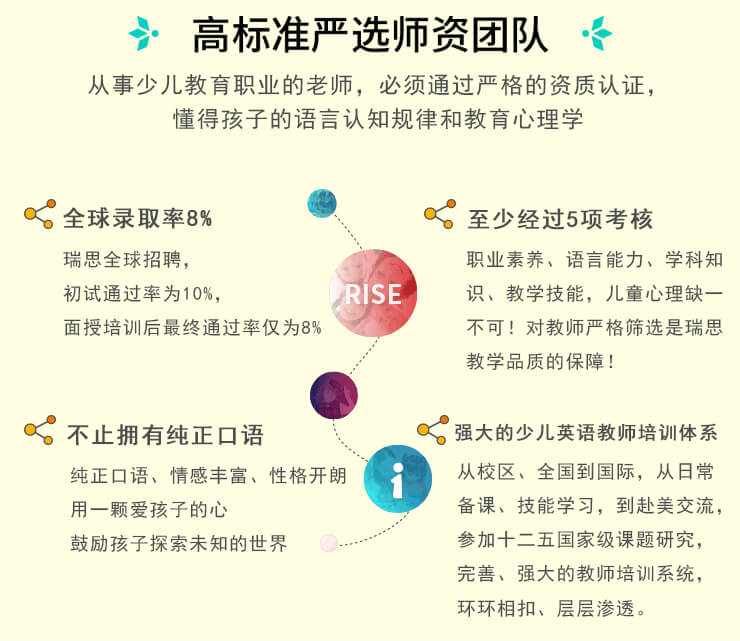 高标准严选师资团队
从事少儿教育职业的老师，必须通过严格的资质认证，
懂得孩子的语言认知规律和教育心理学
全球录取率8%
瑞思全球招聘，
初试通过率为10%，
面授培训后最终通过率仅为8%
至少经过5项考核
职业素养、语言能力、学科知
识、教学技能，儿童心理缺一
不可！对教师严格筛选是瑞思
教学品质的保障！
RISE
不止拥有纯正口语
纯正口语、情感丰富、性格开朗
用一颗爱孩子的心
鼓励孩子探索未知的世界
i
强大的少儿英语教师培训体系
从校区、全国到国际，从日常
备课、技能学习，到赴美交流，
参加十二五国家级课题研究，
完善、强大的教师培训系统，
环环相扣、层层渗透。